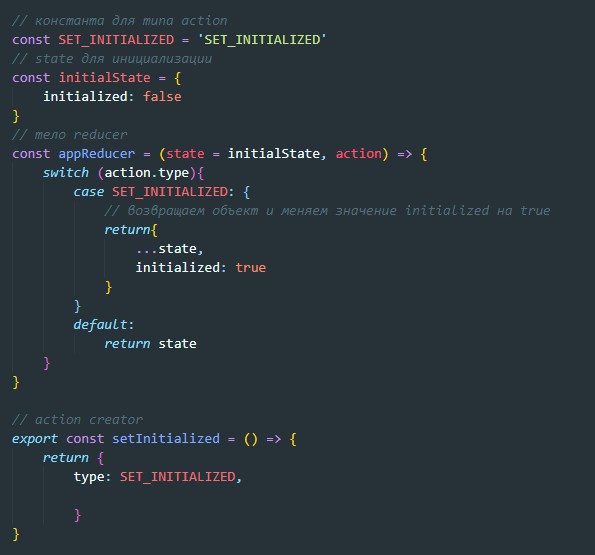 // константа для типа action
const SET_INITIALIZED = 'SET_INITIALIZED'
// state для инициализации
const initialState = {
    initialized: false
}
// тело reducer
const appReducer = (state = initialState, action) => {
    switch (action.type){
        case SET_INITIALIZED: {
            // возвращаем объект и меняем значение initialized на true
            return{
                ...state,
                initialized: true
            }
        }
        default:
            return state
    }
}

// action creator
export const setInitialized = () => {
    return {
        type: SET_INITIALIZED,

        }
}